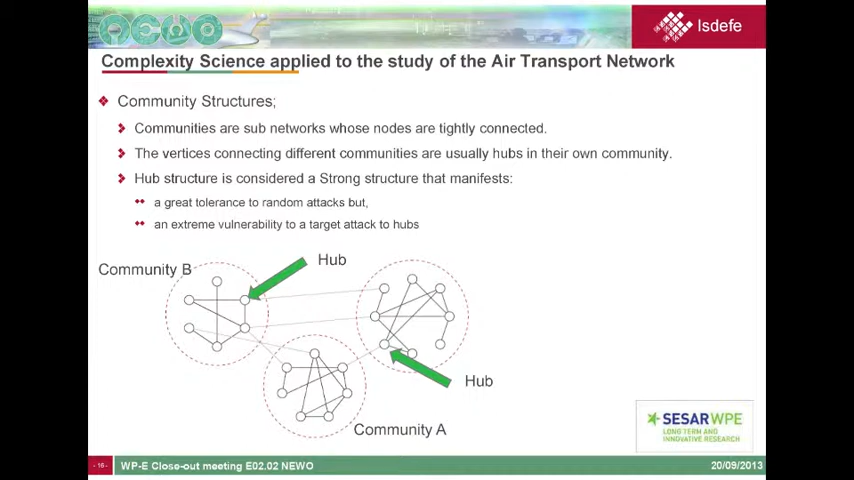 Isdefe
Complexity Science applied to the study of the Air Transport Network
Community Structures;
Communities are sub networks whose nodes are tightly connected.
The vertices connecting different communities are usually hubs in their own community.
Hub structure is considered a Strong structure that manifests:
a great tolerance to random attacks but,
an extreme vulnerability to a target attack to hubs
Hub
Community B
Hub
Community A
SESAR WPE
LONG TERM AND
INNOVATIVE RESEARCH
- 16 -
WP-E Close-out meeting E02.02 NEWO
20/09/2013